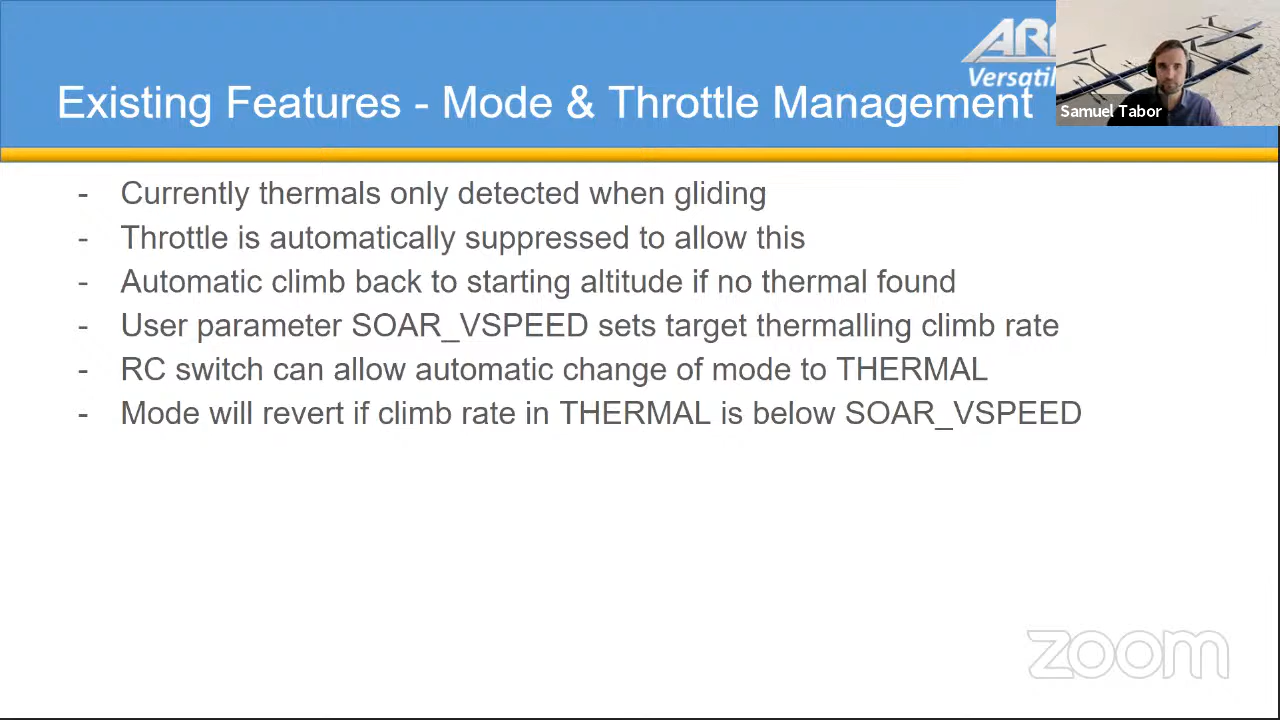 AR
Versatil
Existing Features - Mode & Throttle Management
Samuel Tabor
- Currently thermals only detected when gliding
- Throttle is automatically suppressed to allow this
- Automatic climb back to starting altitude if no thermal found
- User parameter SOAR_VSPEED sets target thermalling climb rate
- RC switch can allow automatic change of mode to THERMAL
- Mode will revert if climb rate in THERMAL is below SOAR_VSPEED
zoom